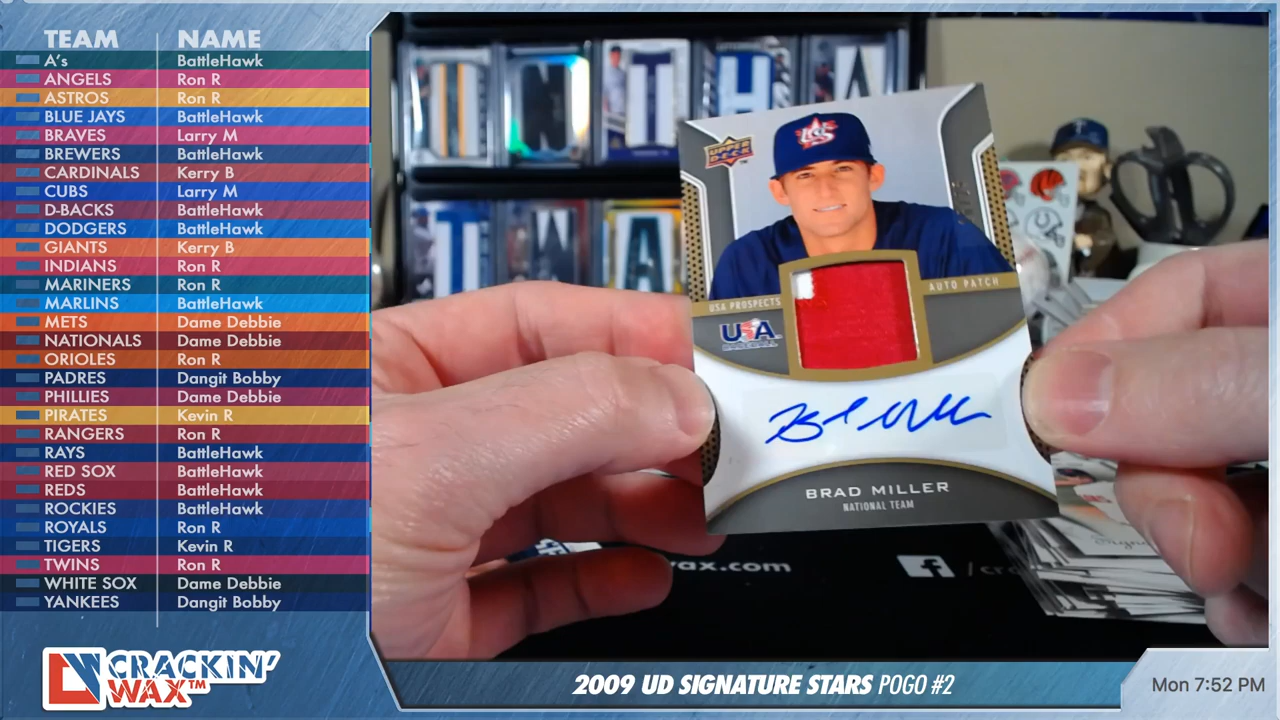 TEAM NAME
A's BattleHawk
ANGELS Ron R
ASTROS Ron R
BLUE JAYS BattleHawk
BRAVES Larry M
BREWERS BattleHawk
CARDINALS Kerry B
CUBS Larry M
D-BACKS BattleHawk
DODGERS BattleHawk
GIANTS Kerry B
INDIANS Ron R
MARINERS Ron R
MARLINS BattleHawk
METS Dame Debbie
NATIONALS Dame Debbie
ORIOLES Ron R
PADRES Dangit Bobby
PHILLIES Dame Debbie
PIRATES Kevin R
RANGERS Ron R
RAYS BattleHawk
RED SOX BattleHawk
REDS BattleHawk
ROCKIES BattleHawk
ROYALS Ron R
TIGERS Kevin R
TWINS Ron R
WHITE SOX Dame Debbie
YANKEES Dangit Bobby
CRACKIN'
WAX™
N T H A
T W A
UPPER
DECK
US
USA PROSPECTS
AUTO PATCH
USA
BASEBALL
BRAD MILLER
NATIONAL TEAM
wax.com
f /cr
2009 UD SIGNATURE STARS POGO #2
Mon 7:52 PM